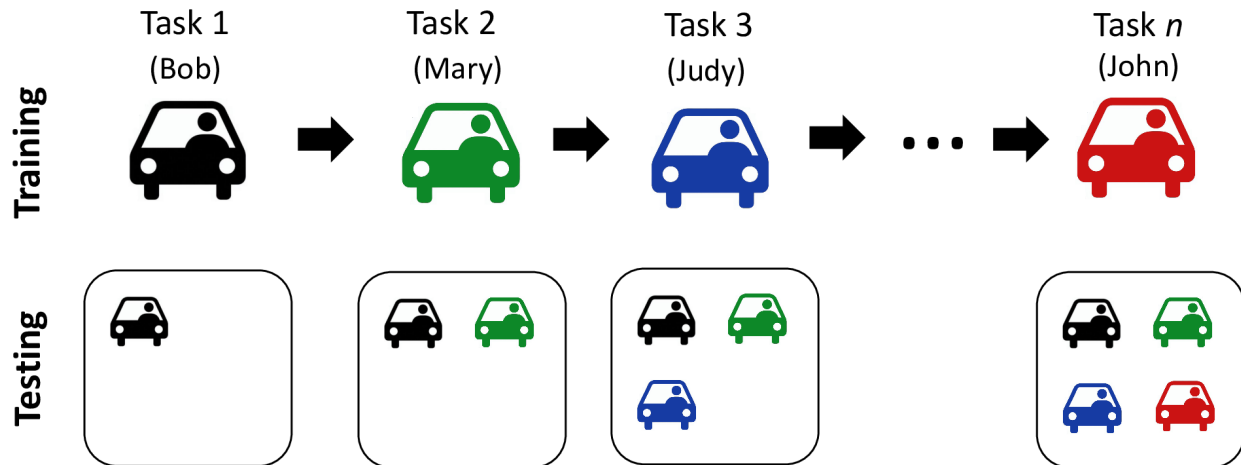 Task 1
(Bob)
Task 2
(Mary)
Task 3
(Judy)
...
Task n
(John)
Training
Testing